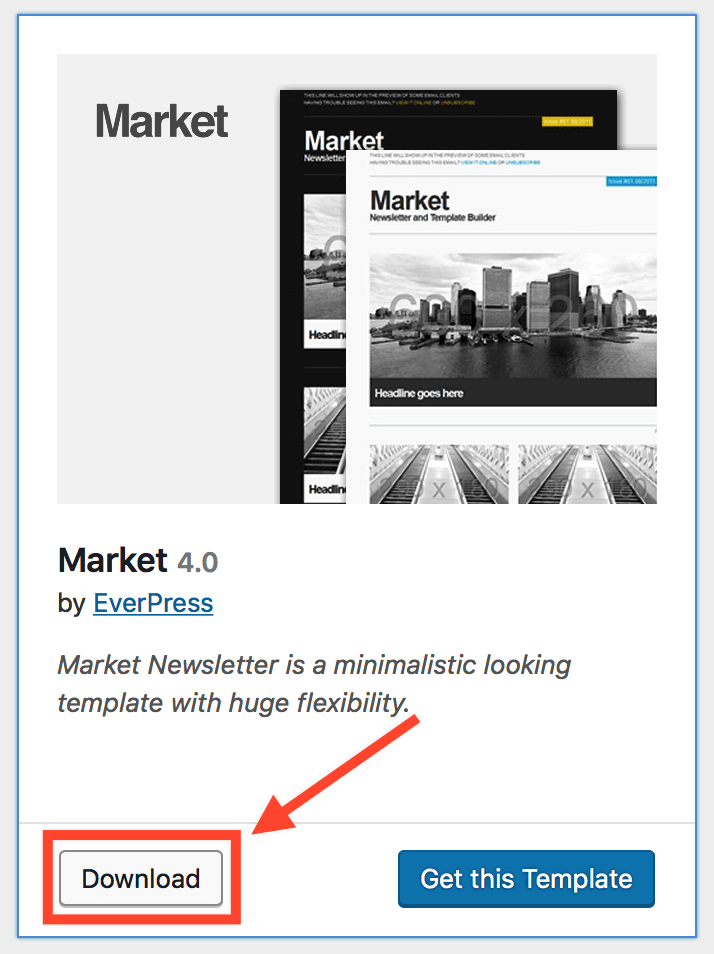 Market
THIS LINE WILL SHOW UP IN THE PREVIEW OF SOME EMAIL CLIENTS
HAVING TROUBLE SEEING THIS EMAIL? VIEW IT ONLINE OR UNSUBSCRIBE
Issue #01 08/2011
Market
Newsletter
Headlin
Headlin
THIS LINE WILL SHOW UP IN THE PREVIEW OF SOME EMAIL CLIENTS
HAVING TROUBLE SEEING THIS EMAIL? VIEW IT ONLINE OR UNSUBSCRIBE
Issue #01 08/2011
Market
Newsletter and Template Builder
Headline goes here
Market 4.0
by EverPress
Market Newsletter is a minimalistic looking
template with huge flexibility.
Download
Get this Template